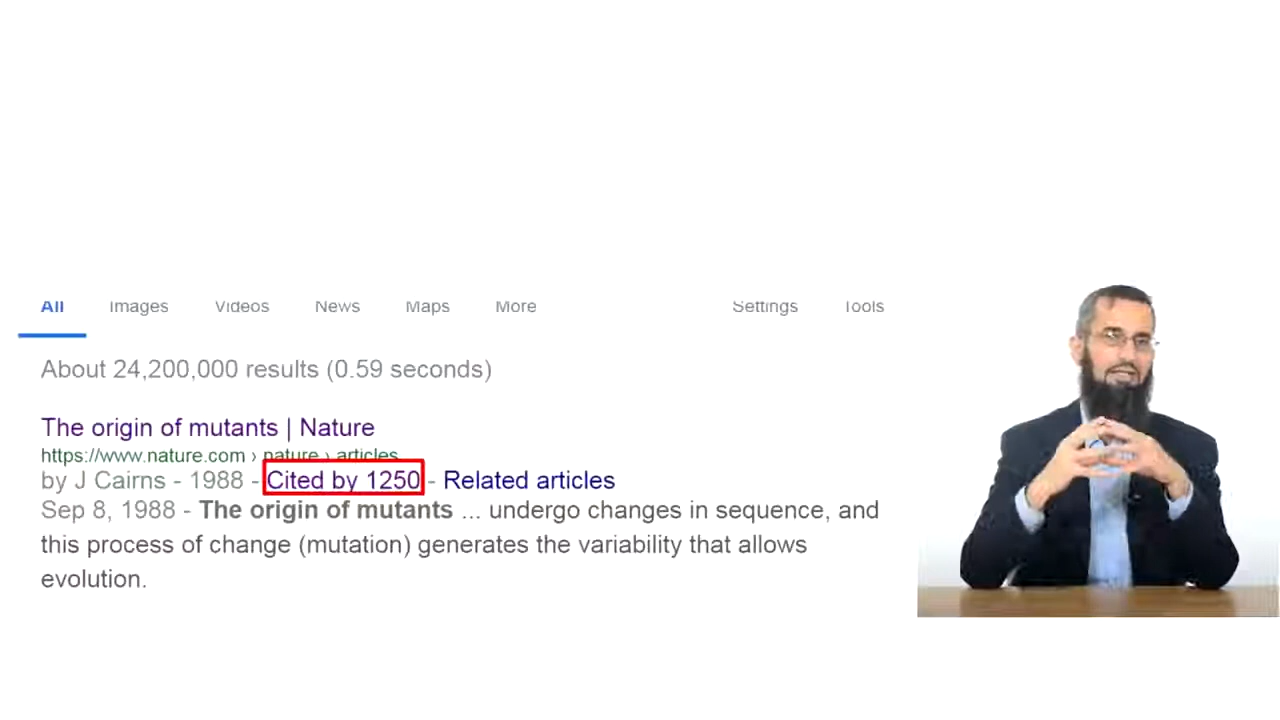 All Images Videos News Maps More Settings Tools
About 24,200,000 results (0.59 seconds)
The origin of mutants | Nature
https://www.nature.com › nature › articles
by J Cairns - 1988 - Cited by 1250 - Related articles
Sep 8, 1988 - The origin of mutants ... undergo changes in sequence, and
this process of change (mutation) generates the variability that allows
evolution.